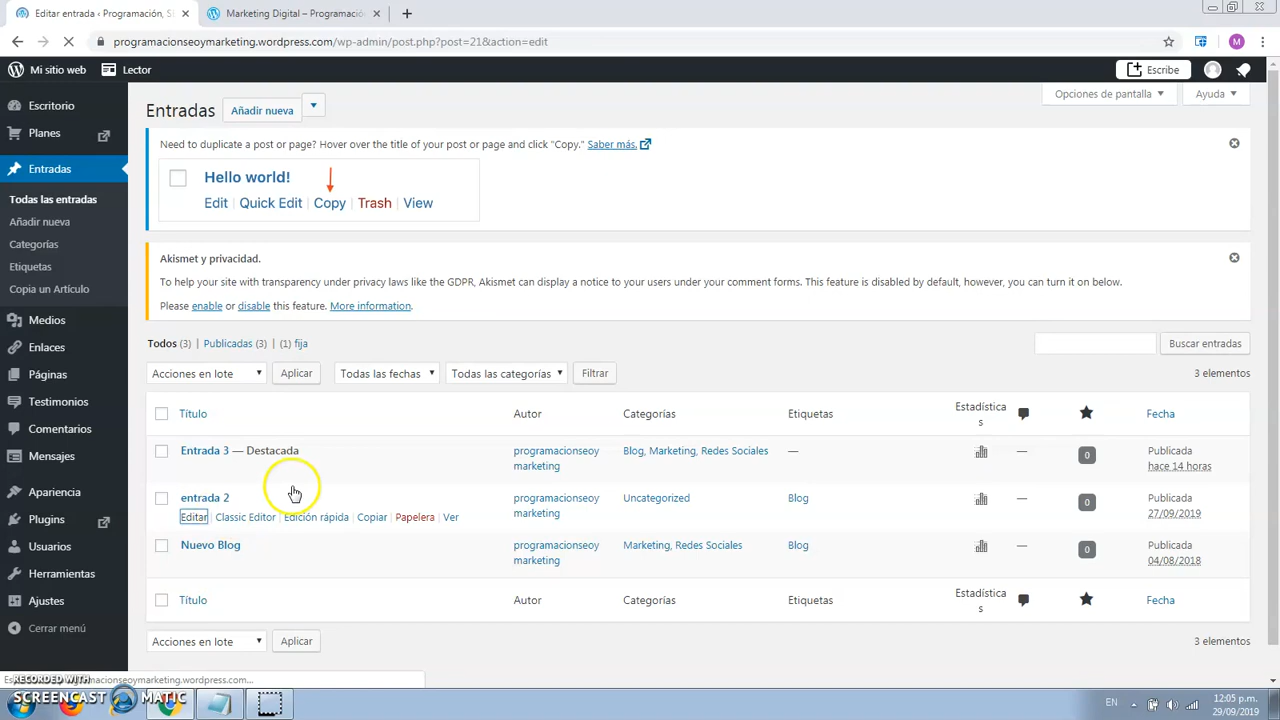 Editar entrada ‹ Programación, S
Marketing Digital – Programació
programacionseoymarketing.wordpress.com/wp-admin/post.php?post=21&action=edit
M
Mi sitio web
Lector
Escribe
Escritorio
Planes
Entradas
Todas las entradas
Añadir nueva
Categorías
Etiquetas
Copia un Artículo
Medios
Enlaces
Páginas
Testimonios
Comentarios
Mensajes
Apariencia
Plugins
Usuarios
Herramientas
Ajustes
Cerrar menú
Opciones de pantalla
Ayuda
Entradas
Añadir nueva
Need to duplicate a post or page? Hover over the title of your post or page and click "Copy." Saber más.
Hello world!
Edit | Quick Edit | Copy | Trash | View
Akismet y privacidad.
To help your site with transparency under privacy laws like the GDPR, Akismet can display a notice to your users under your comment forms. This feature is disabled by default, however, you can turn it on below.
Please enable or disable this feature. More information.
Todos (3) | Publicadas (3) | (1) fija
Buscar entradas
Acciones en lote
Aplicar
Todas las fechas
Todas las categorías
Filtrar
3 elementos
Título
Autor
Categorías
Etiquetas
Estadística
s
Fecha
Entrada 3 — Destacada
programacionseoy
marketing
Blog, Marketing, Redes Sociales
—
—
0
Publicada
hace 14 horas
entrada 2
Editar | Classic Editor | Edición rápida | Copiar | Papelera | Ver
programacionseoy
marketing
Uncategorized
Blog
—
0
Publicada
27/09/2019
Nuevo Blog
programacionseoy
marketing
Marketing, Redes Sociales
Blog
—
0
Publicada
04/08/2018
Título
Autor
Categorías
Etiquetas
Estadística
s
Fecha
Acciones en lote
Aplicar
3 elementos
RECORDED WITH
SCREENCAST MATIC
EN
12:05 p.m.
29/09/2019